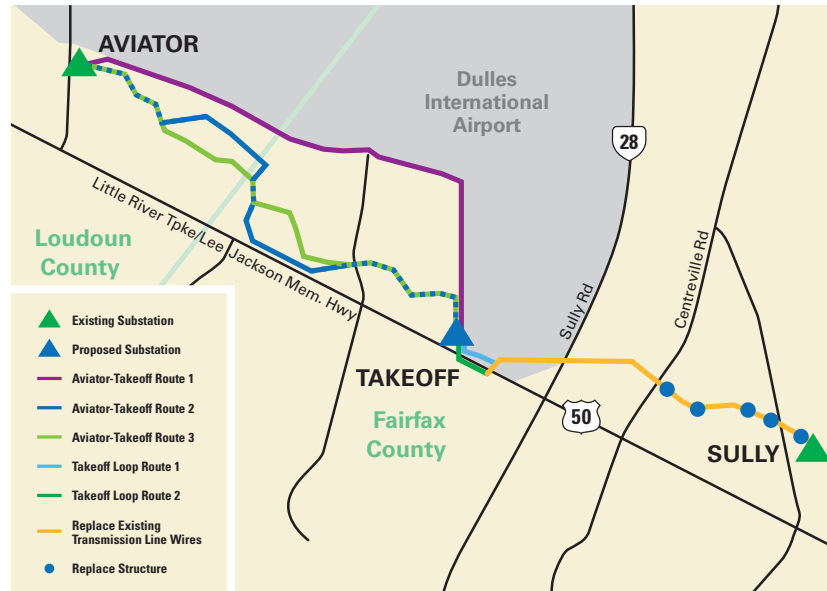 AVIATOR
Dulles
International
Airport
28
Little River Tpke/Lee Jackson Mem. Hwy
Loudoun
County
Sully Rd
Centreville Rd
TAKEOFF
Fairfax
County
50
SULLY
Existing Substation
Proposed Substation
Aviator-Takeoff Route 1
Aviator-Takeoff Route 2
Aviator-Takeoff Route 3
Takeoff Loop Route 1
Takeoff Loop Route 2
Replace Existing
Transmission Line Wires
Replace Structure